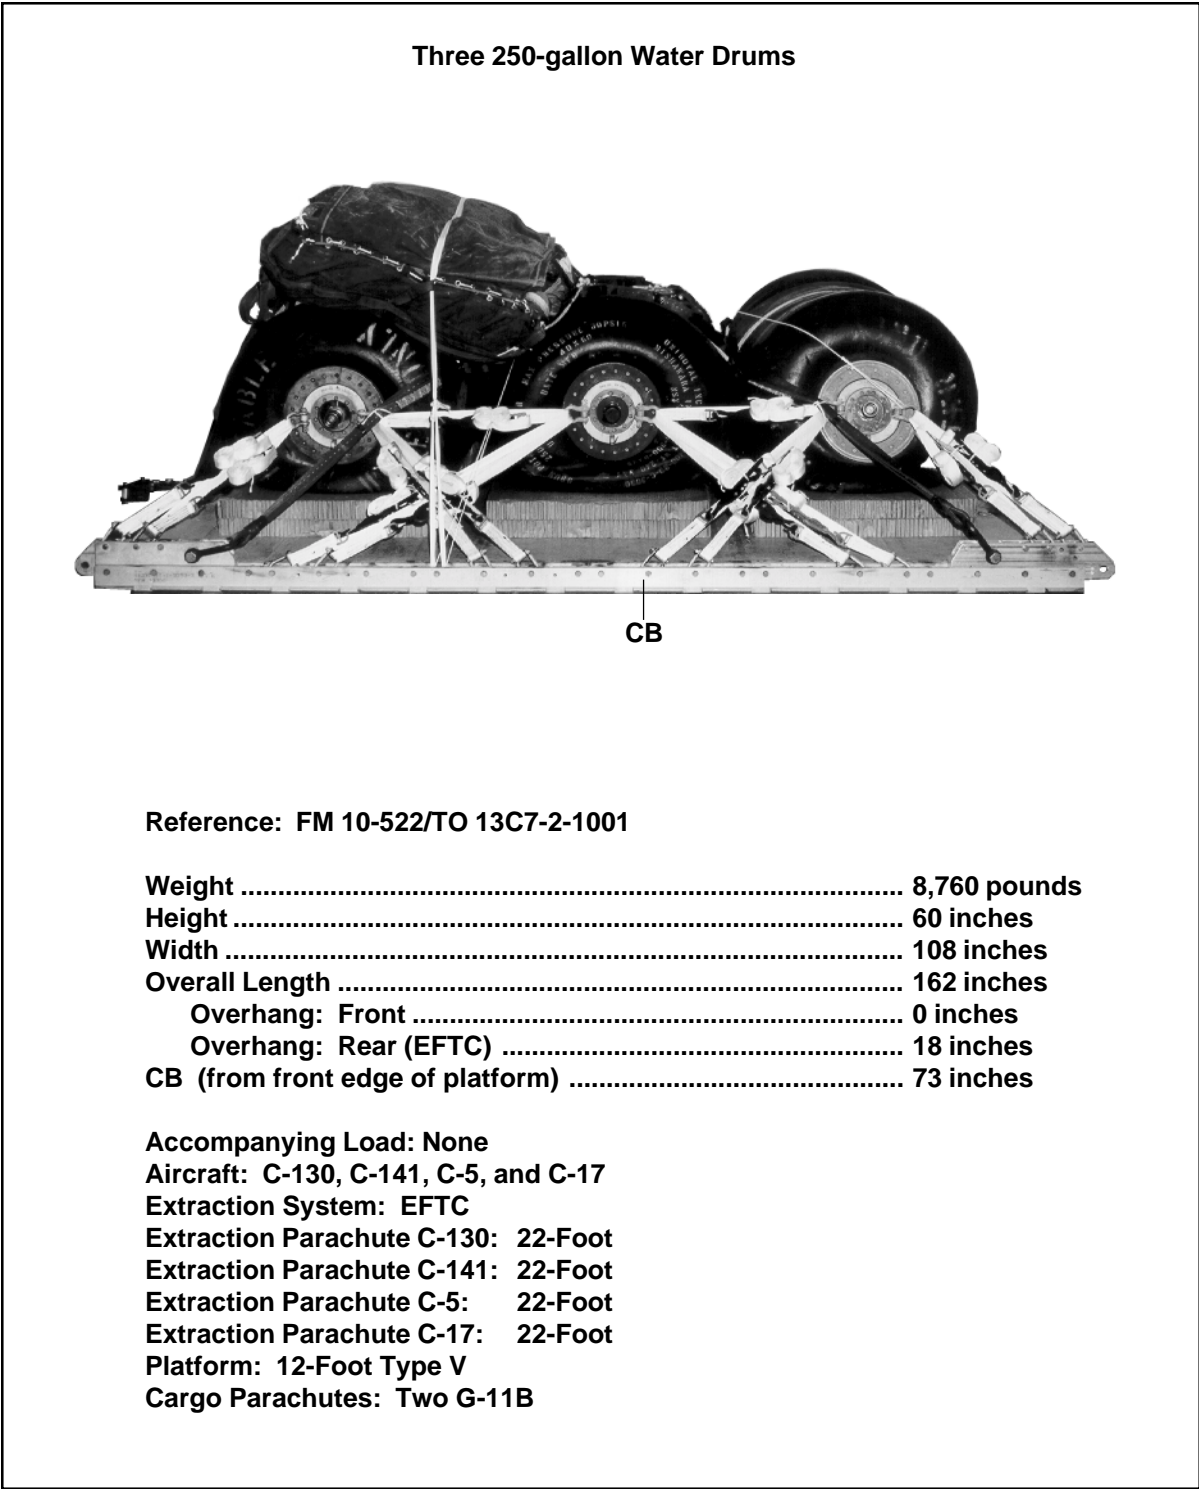 Three 250-gallon Water Drums
CB
Reference: FM 10-522/TO 13C7-2-1001
Weight .......................................................................................... 8,760 pounds
Height ........................................................................................... 60 inches
Width ............................................................................................ 108 inches
Overall Length ............................................................................. 162 inches
Overhang: Front ................................................................... 0 inches
Overhang: Rear (EFTC) ...................................................... 18 inches
CB (from front edge of platform) ............................................. 73 inches
Accompanying Load: None
Aircraft: C-130, C-141, C-5, and C-17
Extraction System: EFTC
Extraction Parachute C-130: 22-Foot
Extraction Parachute C-141: 22-Foot
Extraction Parachute C-5: 22-Foot
Extraction Parachute C-17: 22-Foot
Platform: 12-Foot Type V
Cargo Parachutes: Two G-11B